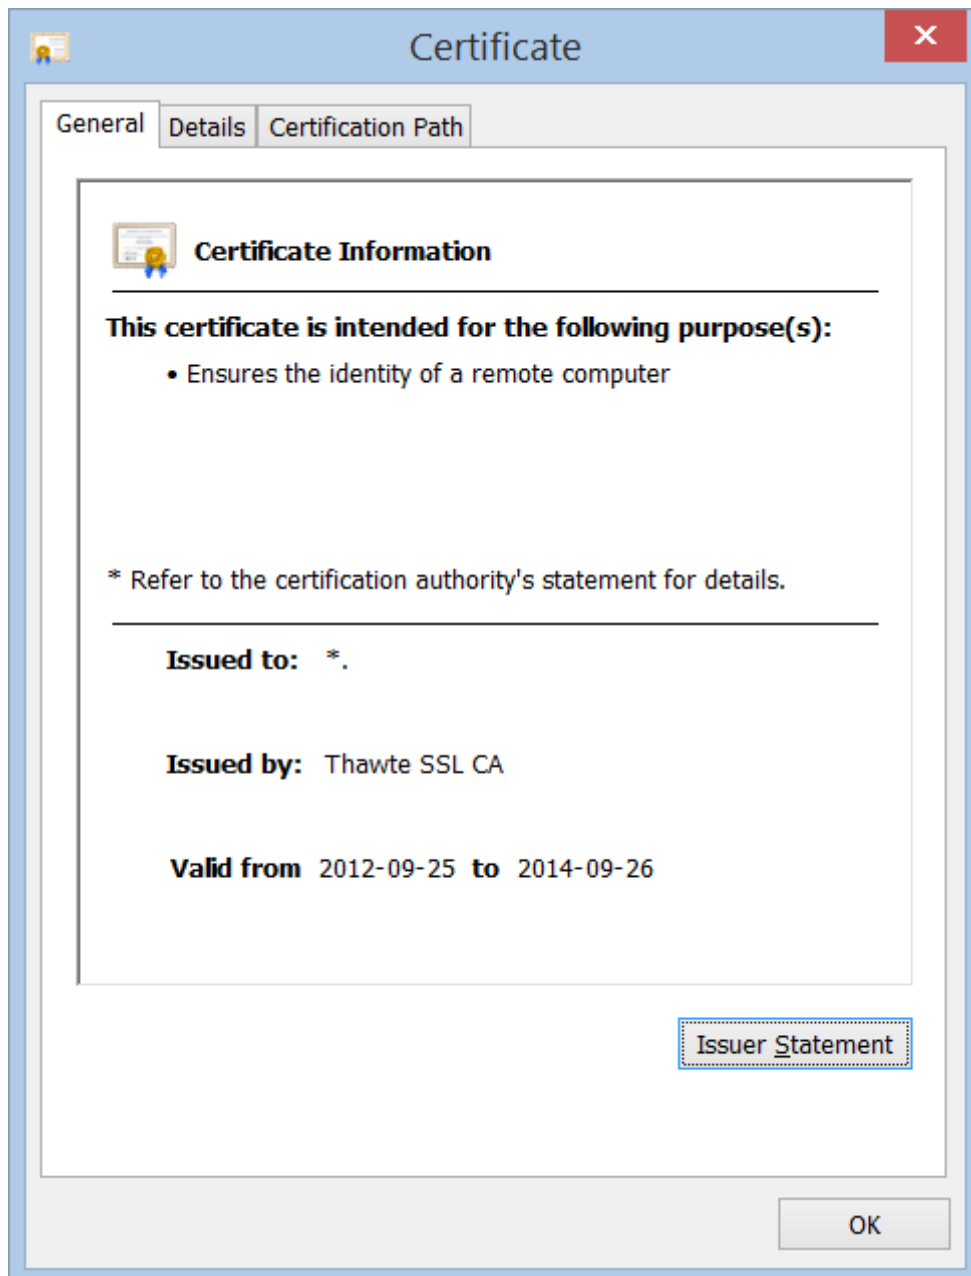 Certificate
General Details Certification Path
Certificate Information
This certificate is intended for the following purpose(s):
• Ensures the identity of a remote computer
* Refer to the certification authority's statement for details.
Issued to: *.
Issued by: Thawte SSL CA
Valid from 2012-09-25 to 2014-09-26
Issuer Statement
OK